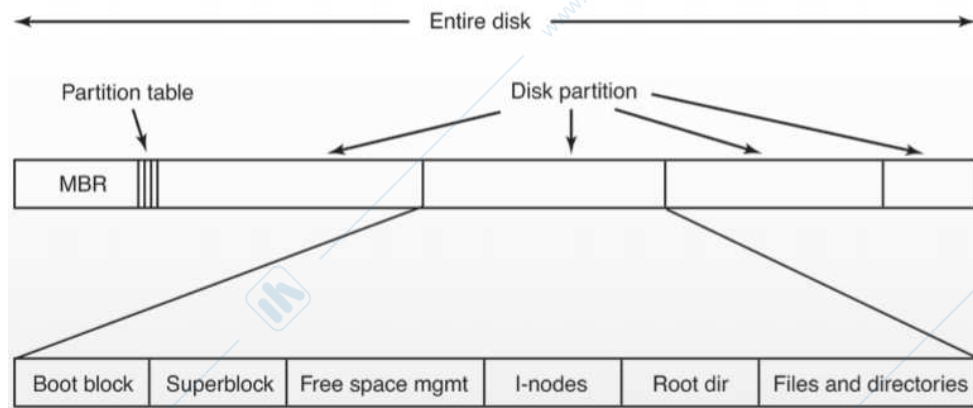 Entire disk
Partition table
Disk partition
MBR
Boot block
Superblock
Free space mgmt
I-nodes
Root dir
Files and directories
www.